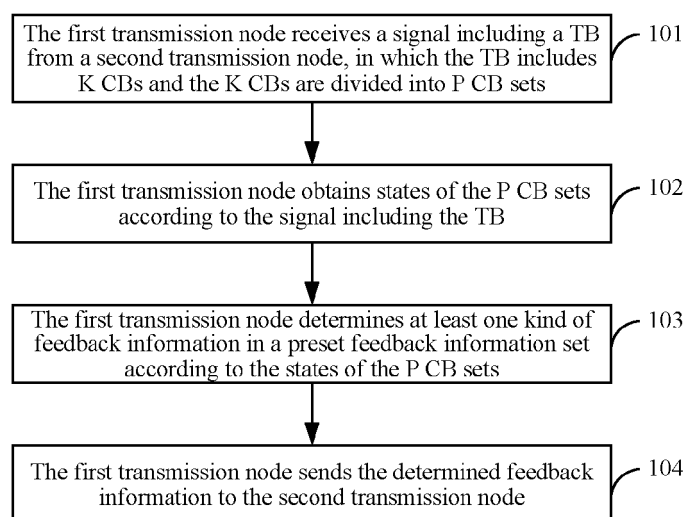 The first transmission node receives a signal including a TB
from a second transmission node, in which the TB includes
K CBs and the K CBs are divided into P CB sets
101
The first transmission node obtains states of the P CB sets
according to the signal including the TB
102
The first transmission node determines at least one kind of
feedback information in a preset feedback information set
according to the states of the P CB sets
103
The first transmission node sends the determined feedback
information to the second transmission node
104